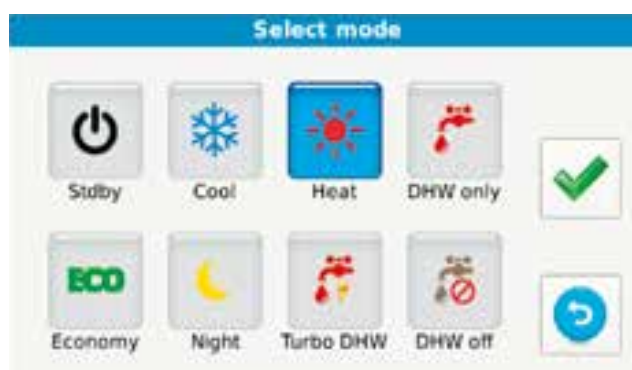 Select mode
Stdby Cool Heat DHW only
ECO
Economy Night Turbo DHW DHW off